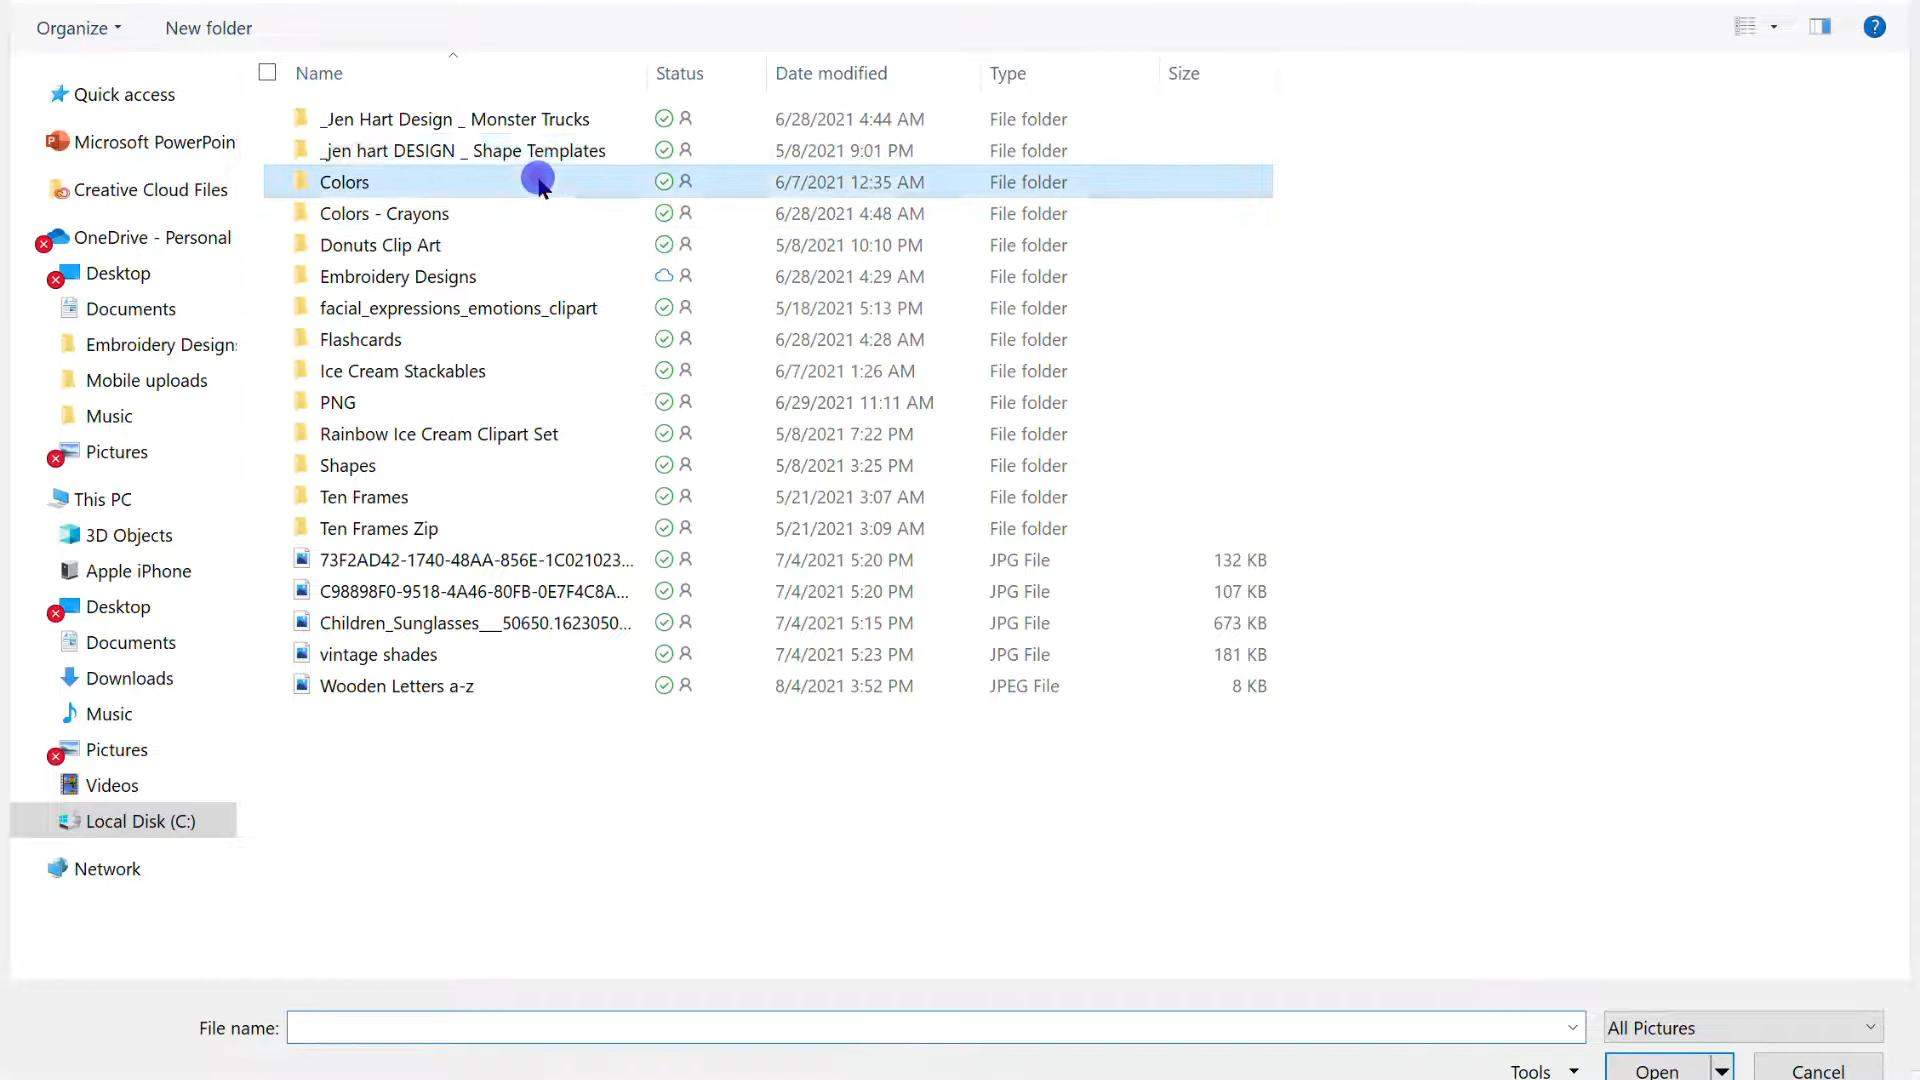 Organize New folder ?
Name Status Date modified Type Size
Quick access
Microsoft PowerPoin
Creative Cloud Files
OneDrive - Personal
Desktop
Documents
Embroidery Design
Mobile uploads
Music
Pictures
This PC
3D Objects
Apple iPhone
Desktop
Documents
Downloads
Music
Pictures
Videos
Local Disk (C:)
Network
_Jen Hart Design _ Monster Trucks 6/28/2021 4:44 AM File folder
_jen hart DESIGN _ Shape Templates 5/8/2021 9:01 PM File folder
Colors 6/7/2021 12:35 AM File folder
Colors - Crayons 6/28/2021 4:48 AM File folder
Donuts Clip Art 5/8/2021 10:10 PM File folder
Embroidery Designs 6/28/2021 4:29 AM File folder
facial_expressions_emotions_clipart 5/18/2021 5:13 PM File folder
Flashcards 6/28/2021 4:28 AM File folder
Ice Cream Stackables 6/7/2021 1:26 AM File folder
PNG 6/29/2021 11:11 AM File folder
Rainbow Ice Cream Clipart Set 5/8/2021 7:22 PM File folder
Shapes 5/8/2021 3:25 PM File folder
Ten Frames 5/21/2021 3:07 AM File folder
Ten Frames Zip 5/21/2021 3:09 AM File folder
73F2AD42-1740-48AA-856E-1C021023... 7/4/2021 5:20 PM JPG File 132 KB
C98898F0-9518-4A46-80FB-0E7F4C8A... 7/4/2021 5:20 PM JPG File 107 KB
Children_Sunglasses___50650.1623050... 7/4/2021 5:15 PM JPG File 673 KB
vintage shades 7/4/2021 5:23 PM JPG File 181 KB
Wooden Letters a-z 8/4/2021 3:52 PM JPEG File 8 KB
File name: All Pictures
Tools Open Cancel